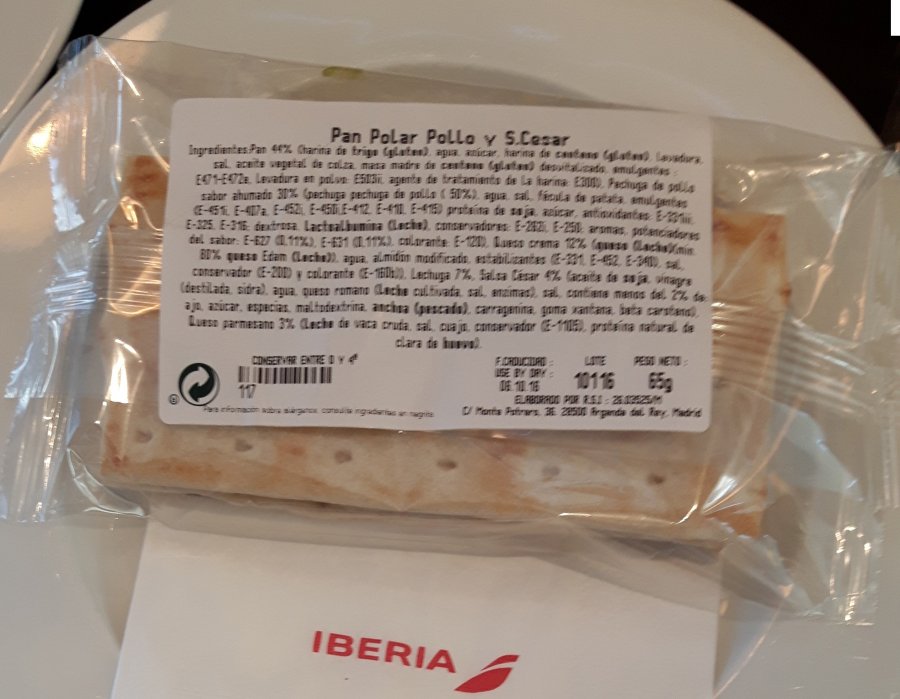 Pan Polar Pollo y S.Cesar
Ingredientes:Pan 44% (harina de trigo (gluten), agua, azúcar, harina de centeno (gluten), levadura,
sal, aceite vegetal de colza, masa madre de centeno (gluten) desvitalizado, emulgentes :
E471-E472e, Levadura en polvo: E503ii, agente de tratamiento de la harina: E300), Pechuga de pollo
sabor ahumado 30% (pechuga pechuga de pollo ( 50%), agua, sal, fécula de patata, emulgentes
(E-451i, E-407a, E-452i, E-450i,E-412, E-410, E-415) proteína de soja, azúcar, antioxidantes: E-331iii,
E-325, E-316; dextrosa, Lactoalbumina (Leche), conservadores: E-262i, E-250; aromas, potenciadores
del sabor: E-627 (0,11%), E-631 (0,11%), colorante: E-120), Queso crema 12% (queso (Leche)(min.
80% queso Edam (Leche)), agua, almidón modificado, estabilizantes (E-331, E-452, E-340), sal,
conservador (E-200) y colorante (E-160b)), Lechuga 7%, Salsa César 4% (aceite de soja, vinagre
(destilada, sidra), agua, queso romano (Leche cultivada, sal, enzimas), sal, contiene menos del 2% de:
ajo, azúcar, especias, maltodextrina, anchoa (pescado), carragenina, goma xantana, beta caroteno),
Queso parmesano 3% (Leche de vaca cruda, sal, cuajo, conservador (E-1105), proteína natural de
clara de huevo).
CONSERVAR ENTRE 0 Y 4º
117
Para información sobre alérgenos, consulte ingredientes en negrita
F.CADUCIDAD :
USE BY DAY :
06.10.16
LOTE
10116
PESO NETO :
65g
ELABORADO POR R.S.I : 26.03525/M
C/ Monte Potrero, 36. 28500 Arganda del Rey, Madrid
IBERIA